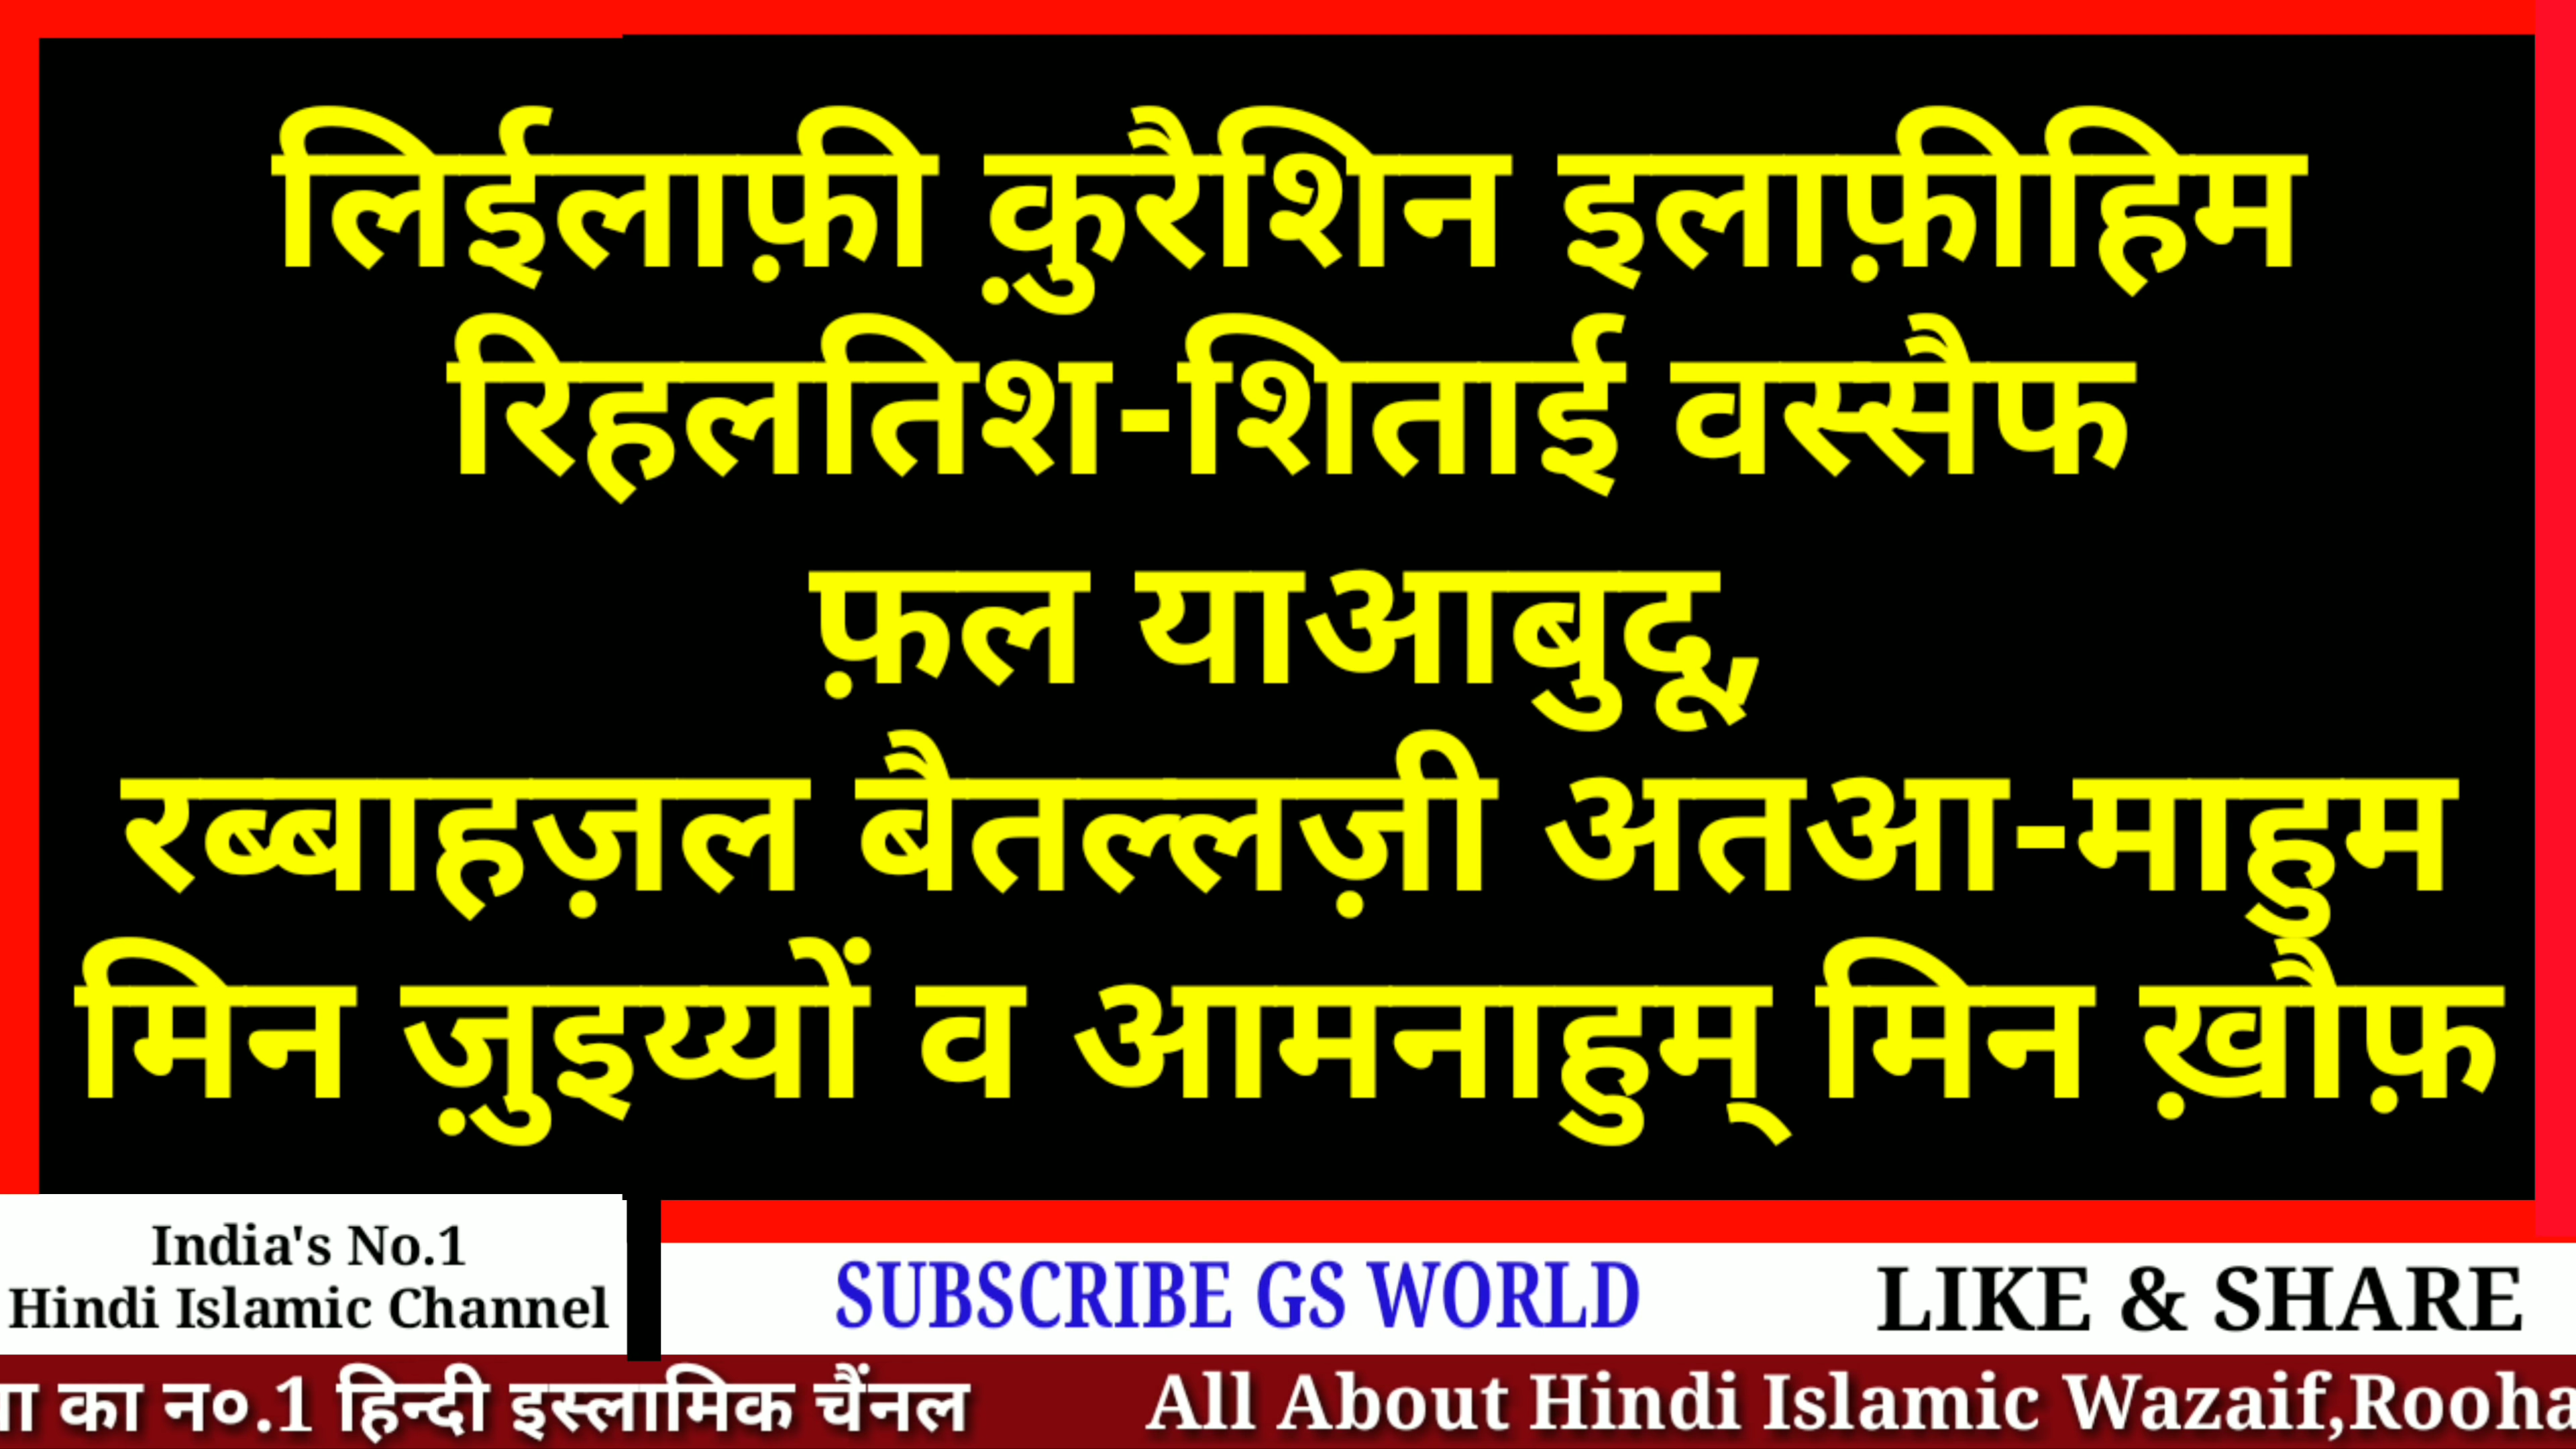 लिईलाफ़ी क़ुरैशिन इलाफ़ीहिम
रिहलतिश-शिताई वस्सैफ
फ़ल याआबुदू,
रब्बाहज़ल बैतल्लज़ी अतआ-माहुम
मिन ज़ुइय्यों व आमनाहुम् मिन ख़ौफ़
India's No.1
Hindi Islamic Channel
SUBSCRIBE GS WORLD
LIKE & SHARE
का न०.1 हिन्दी इस्लामिक चैंनल
All About Hindi Islamic Wazaif,